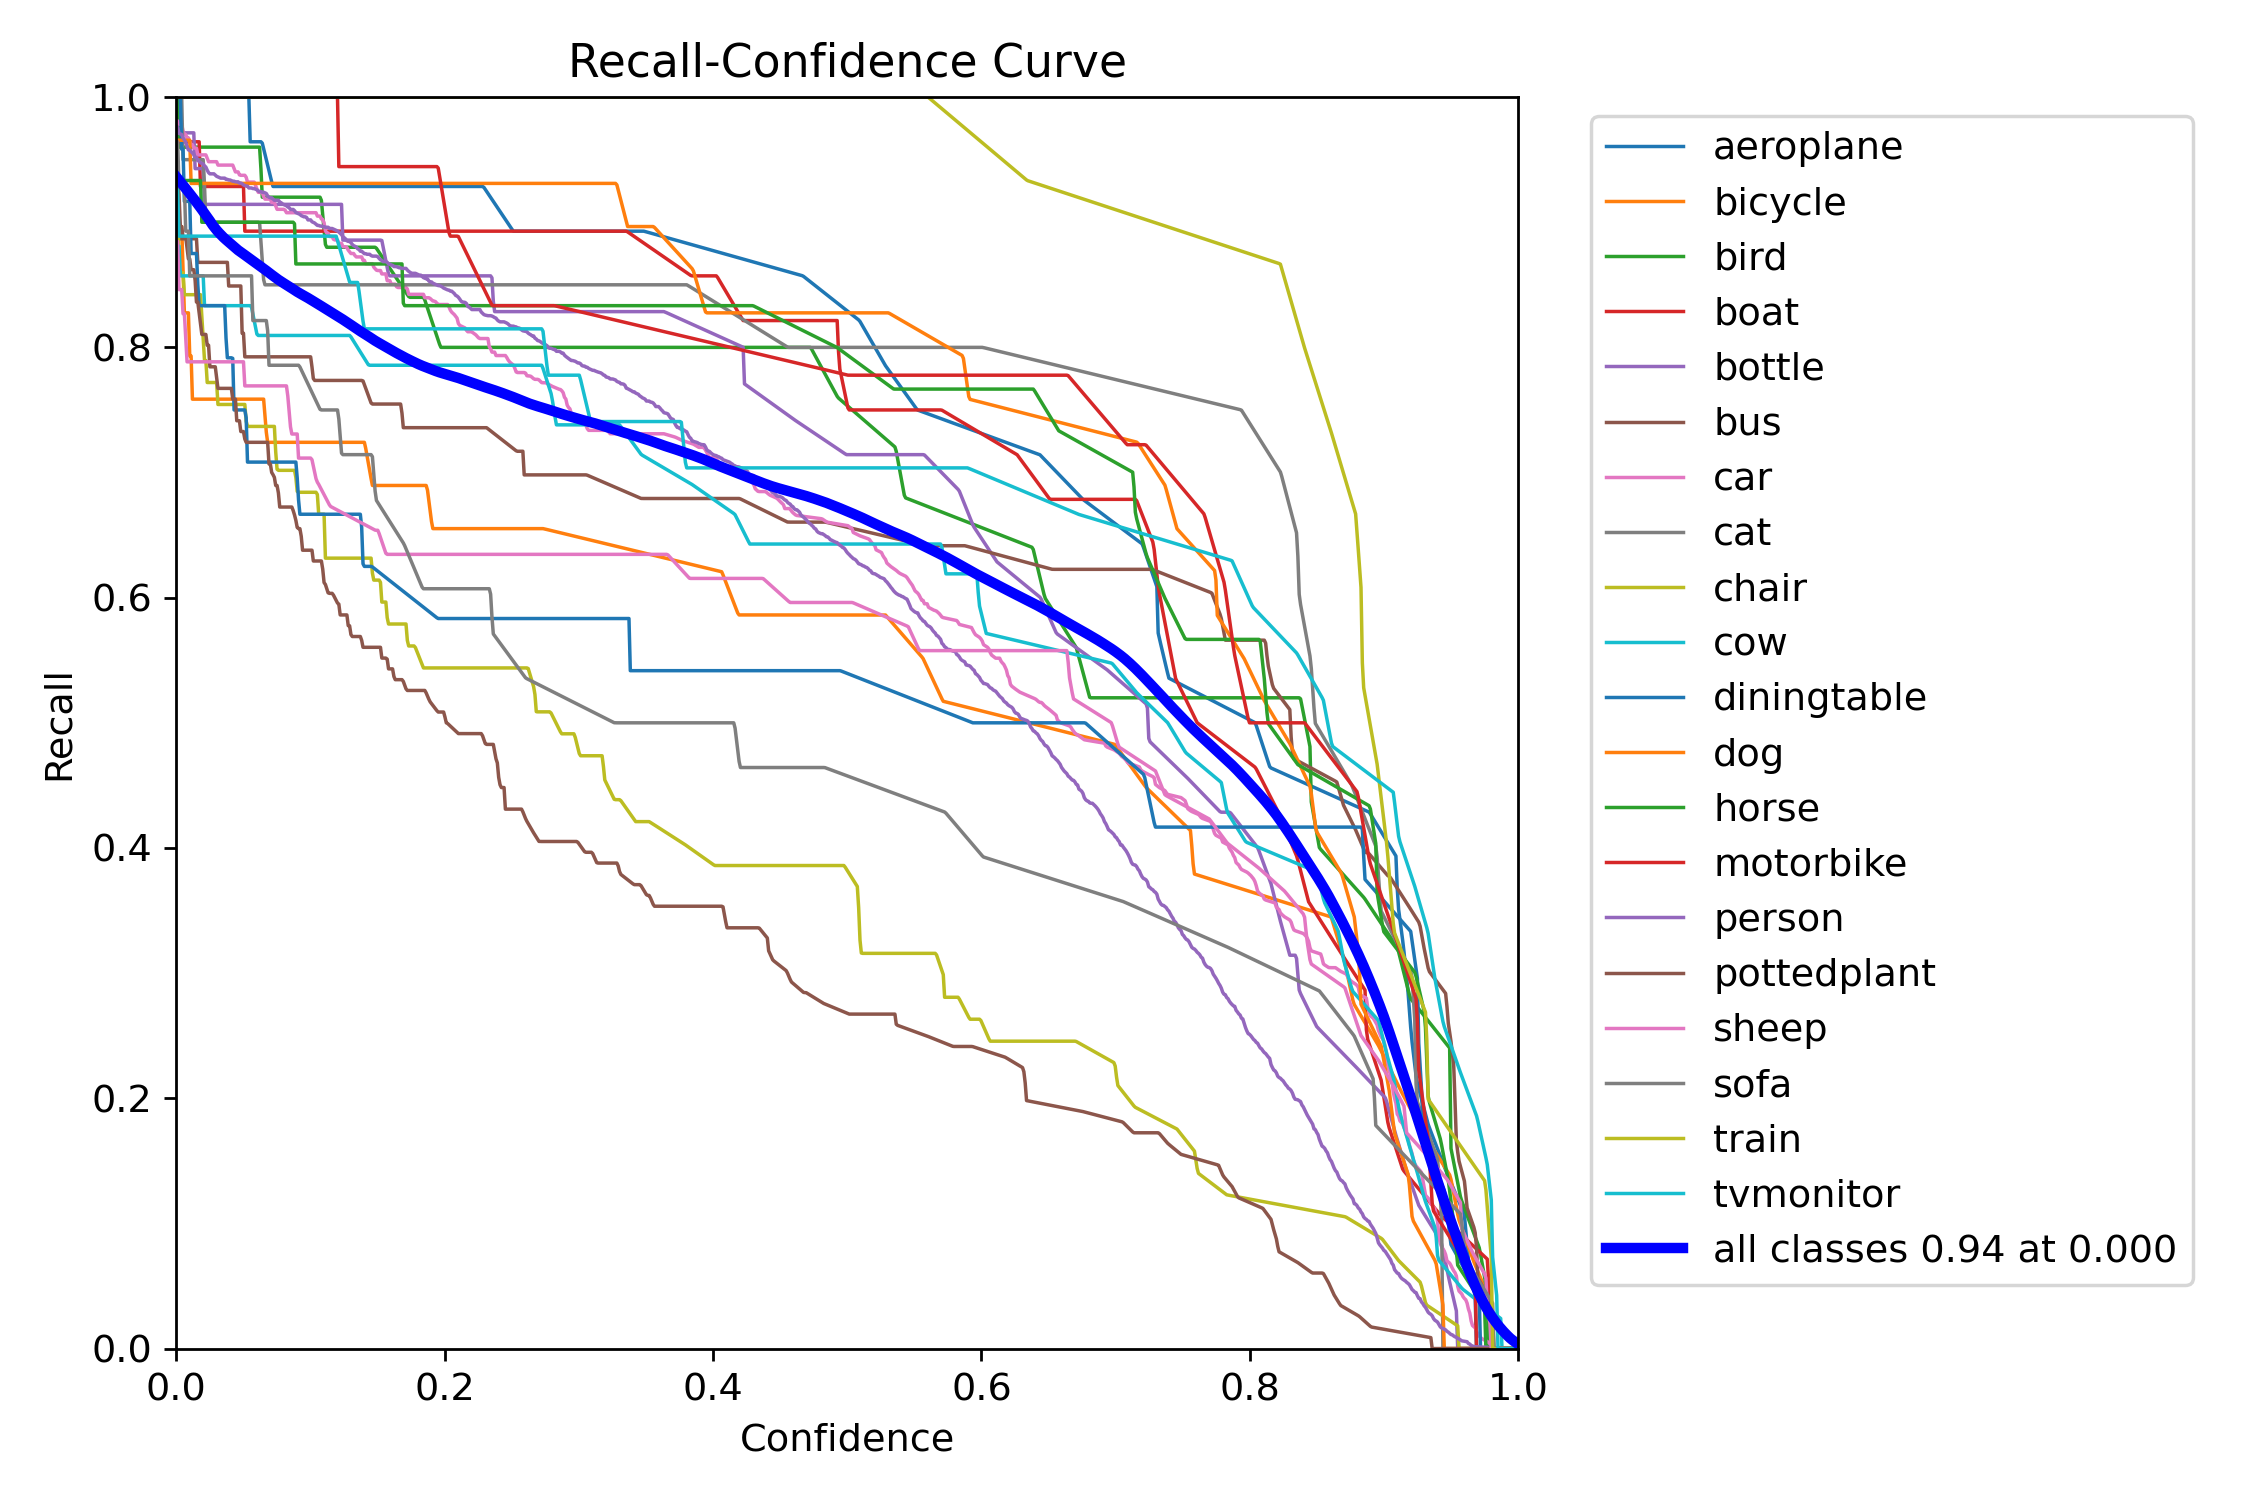 Recall-Confidence Curve
1.0
0.8
0.6
0.4
0.2
0.0
Recall
0.0 0.2 0.4 0.6 0.8 1.0
Confidence
aeroplane
bicycle
bird
boat
bottle
bus
car
cat
chair
cow
diningtable
dog
horse
motorbike
person
pottedplant
sheep
sofa
train
tvmonitor
all classes 0.94 at 0.000